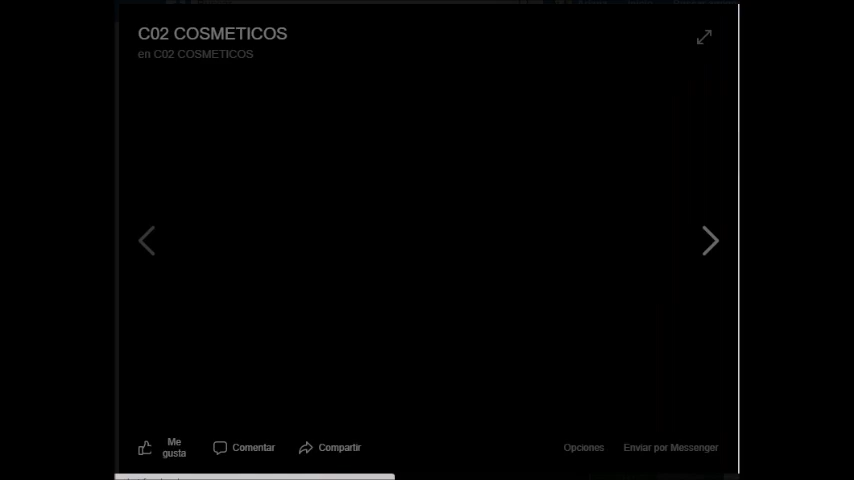 C02 COSMETICOS
en C02 COSMETICOS
Me
gusta
Comentar
Compartir
Opciones
Enviar por Messenger